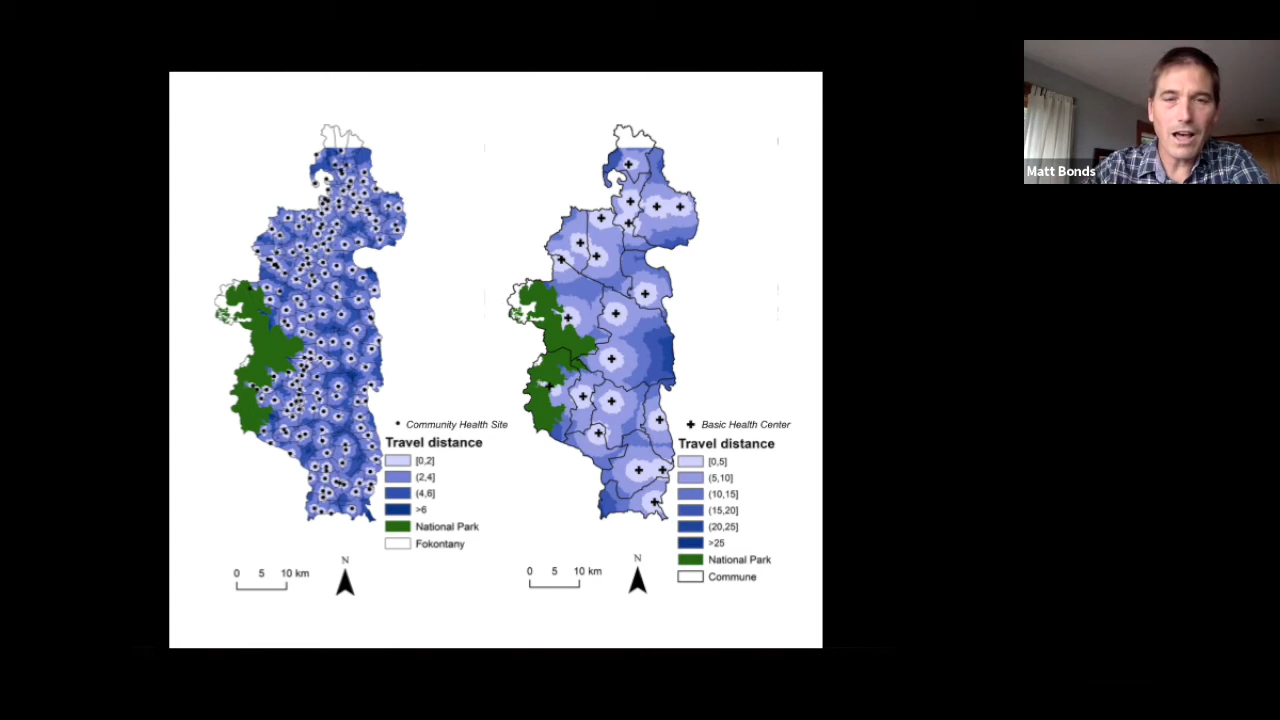 Matt Bonds
Community Health Site
Travel distance
[0,2]
(2,4]
(4,6]
>6
National Park
Fokontany
N
0 5 10 km
Basic Health Center
Travel distance
[0,5]
(5,10]
(10,15]
(15,20]
(20,25]
>25
National Park
Commune
N
0 5 10 km